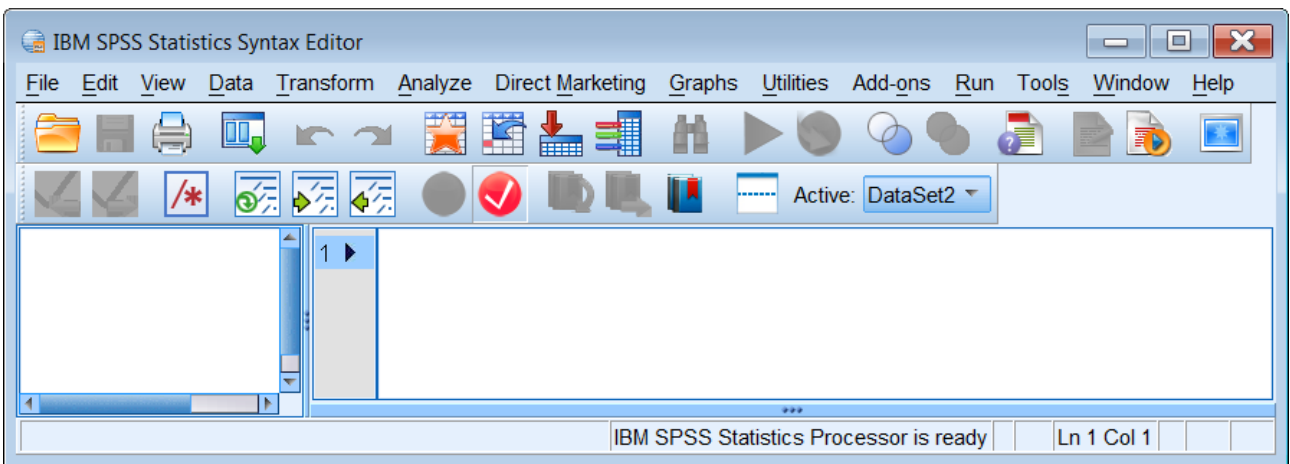 IBM SPSS Statistics Syntax Editor
File Edit View Data Transform Analyze Direct Marketing Graphs Utilities Add-ons Run Tools Window Help
/* Active: DataSet2
1
IBM SPSS Statistics Processor is ready Ln 1 Col 1